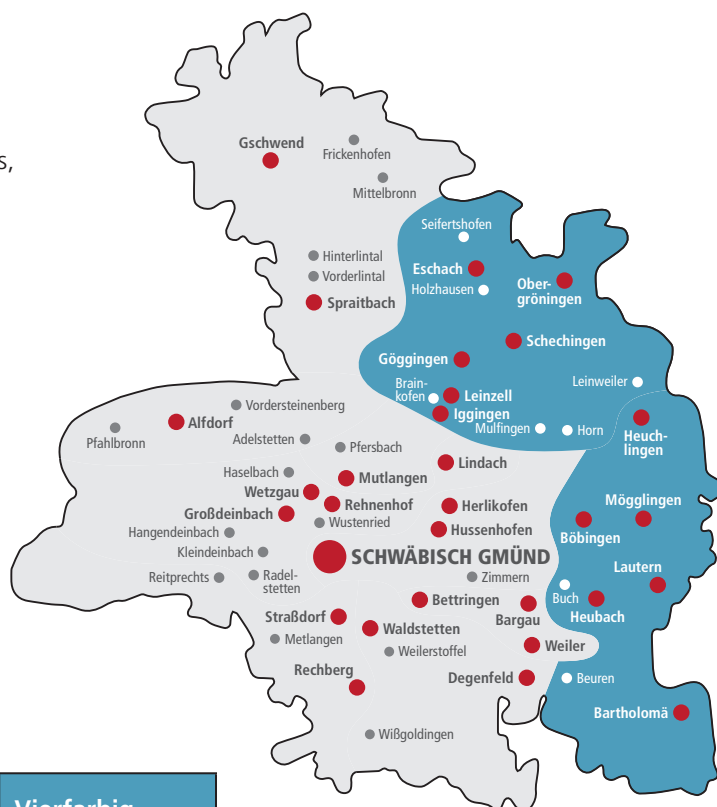 s,
Gschwend
Frickenhofen
Mittelbronn
Seifertshofen
Hinterlintal
Eschach
Vorderlintal
Ober-
gröningen
Holzhausen
Spraitbach
Schechingen
Göggingen
Brain-
kofen
Leinzell
Leinweiler
Iggingen
Vordersteinenberg
Alfdorf
Mulfingen
Horn
Heuch-
lingen
Pfahlbronn
Adelstetten
Pfersbach
Lindach
Haselbach
Mutlangen
Wetzgau
Mögglingen
Rehnenhof
Herlikofen
Großdeinbach
Wustenried
Hussenhofen
Böbingen
Hangendeinbach
Kleindeinbach
SCHWÄBISCH GMÜND
Lautern
Reitprechts
Radel-
stetten
Zimmern
Buch
Bettringen
Heubach
Straßdorf
Bargau
Waldstetten
Metlangen
Weilerstoffel
Weiler
Rechberg
Degenfeld
Beuren
Bartholomä
Wißgoldingen
Vierfarbig